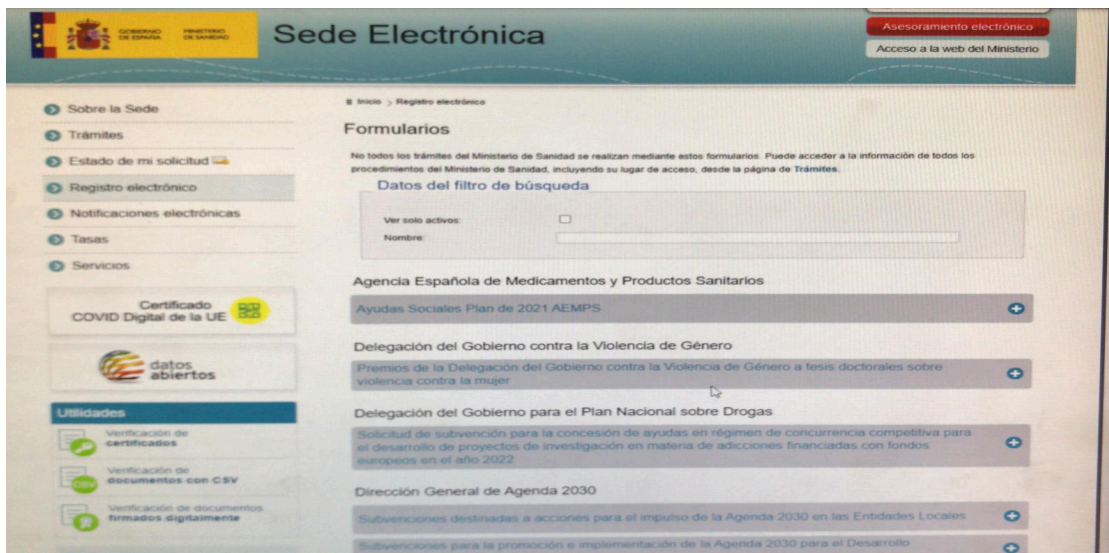 GOBIERNO
DE ESPAÑA
MINISTERIO
DE SANIDAD
Sede Electrónica
Asesoramiento electrónico
Acceso a la web del Ministerio
Sobre la Sede
Trámites
Estado de mi solicitud
Registro electrónico
Notificaciones electrónicas
Tasas
Servicios
Certificado
COVID Digital de la UE
datos
abiertos
Utilidades
Verificación de
certificados
Verificación de
documentos con CSV
CSV
Verificación de documentos
firmados digitalmente
Inicio > Registro electrónico
Formularios
No todos los trámites del Ministerio de Sanidad se realizan mediante estos formularios. Puede acceder a la información de todos los
procedimientos del Ministerio de Sanidad, incluyendo su lugar de acceso, desde la página de Trámites.
Datos del filtro de búsqueda
Ver solo activos:
Nombre:
Agencia Española de Medicamentos y Productos Sanitarios
Ayudas Sociales Plan de 2021 AEMPS
Delegación del Gobierno contra la Violencia de Género
Premios de la Delegación del Gobierno contra la Violencia de Género a tesis doctorales sobre
violencia contra la mujer
Delegación del Gobierno para el Plan Nacional sobre Drogas
Solicitud de subvención para la concesión de ayudas en régimen de concurrencia competitiva para
el desarrollo de proyectos de investigación en materia de adicciones financiadas con fondos
europeos en el año 2022
Dirección General de Agenda 2030
Subvenciones destinadas a acciones para el impulso de la Agenda 2030 en las Entidades Locales
Subvenciones para la promoción e implementación de la Agenda 2030 para el Desarrollo